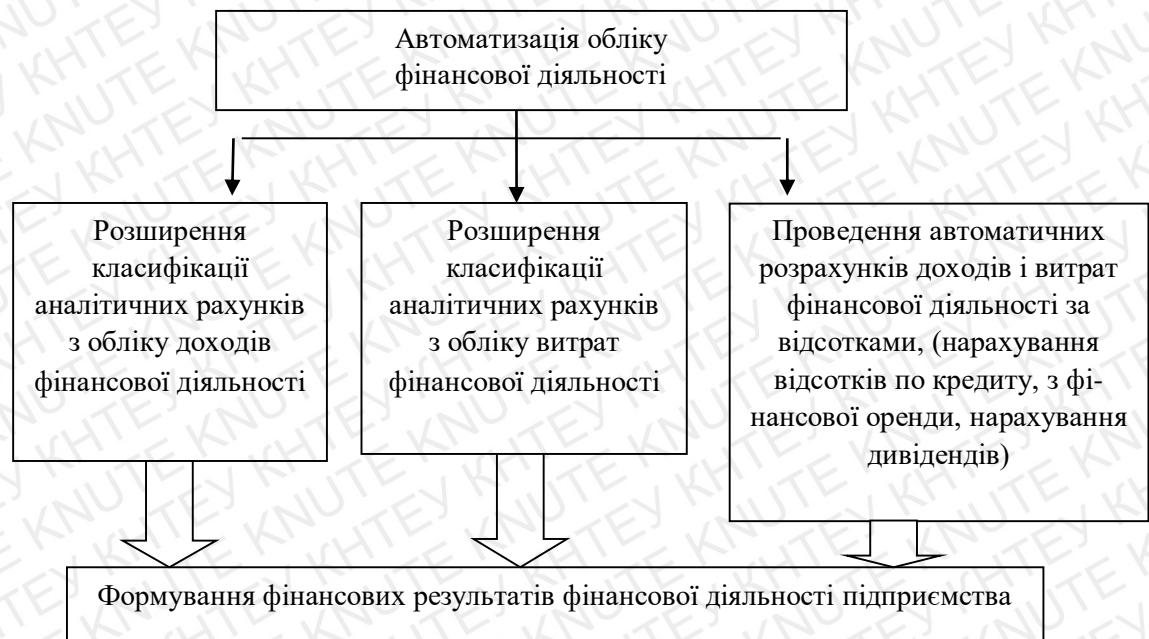 Автоматизація обліку
фінансової діяльності
Розширення
класифікації
аналітичних рахунків
з обліку доходів
фінансової діяльності
Розширення
класифікації
аналітичних рахунків
з обліку витрат
фінансової діяльності
Проведення автоматичних
розрахунків доходів і витрат
фінансової діяльності за
відсотками, (нарахування
відсотків по кредиту, з фі-
нансової оренди, нарахування
дивідендів)
Формування фінансових результатів фінансової діяльності підприємства